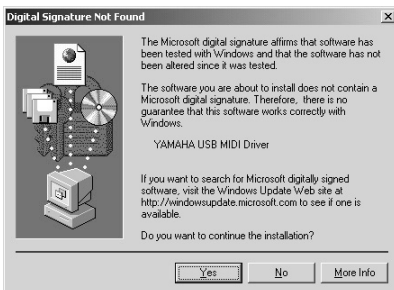 Digital Signature Not Found
The Microsoft digital signature affirms that software has
been tested with Windows and that the software has not
been altered since it was tested.
The software you are about to install does not contain a
Microsoft digital signature. Therefore, there is no
guarantee that this software works correctly with
Windows.
YAMAHA USB MIDI Driver
If you want to search for Microsoft digitally signed
software, visit the Windows Update Web site at
http://windowsupdate.microsoft.com to see if one is
available.
Do you want to continue the installation?
Yes No More Info